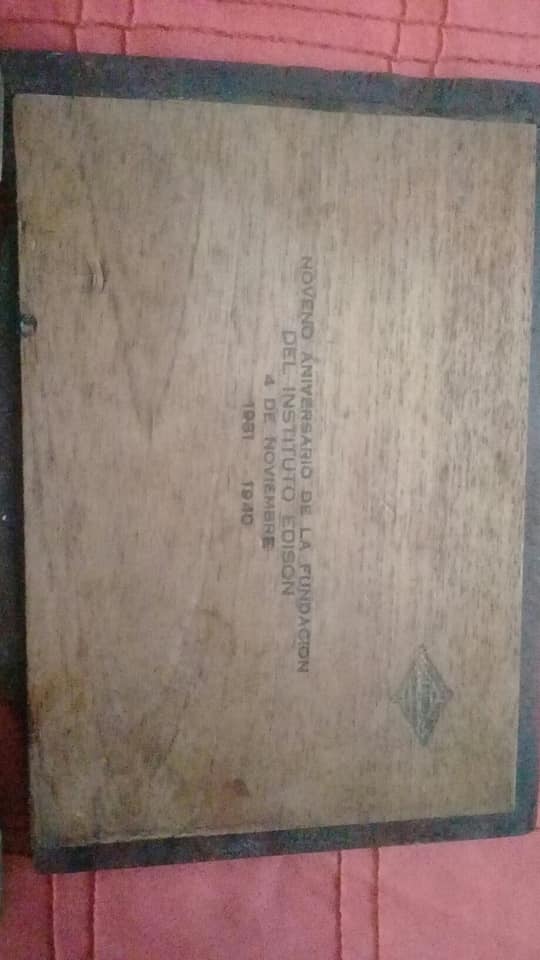 NOVENO ANIVERSARIO DE LA FUNDACION
DEL INSTITUTO EDISON
4 DE NOVIEMBRE
1931 1940